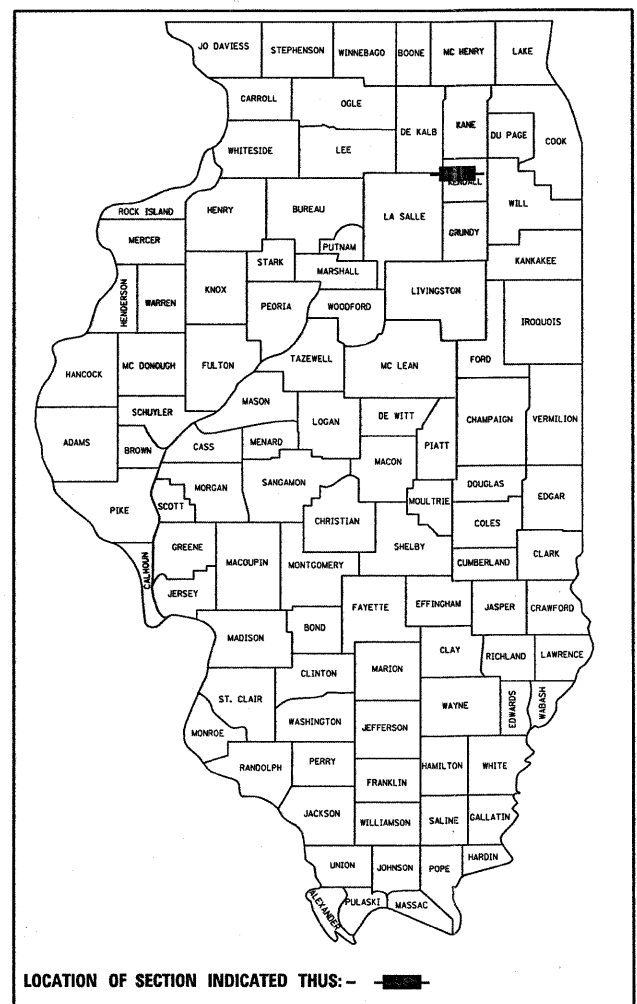 JO DAVIESS STEPHENSON WINNEBAGO BOONE MC HENRY LAKE
CARROLL OGLE DE KALB KANE DU PAGE COOK
WHITESIDE LEE
KENDALL
ROCK ISLAND HENRY BUREAU LA SALLE GRUNDY WILL
MERCER PUTNAM
STARK MARSHALL KANKAKEE
HENDERSON WARREN KNOX PEORIA WOODFORD LIVINGSTON IROQUOIS
HANCOCK MC DONOUGH FULTON TAZEWELL MC LEAN FORD
SCHUYLER MASON LOGAN DE WITT CHAMPAIGN VERMILION
ADAMS BROWN CASS MENARD PIATT
MACON
PIKE SCOTT MORGAN SANGAMON MOULTRIE DOUGLAS EDGAR
CHRISTIAN COLES
CALHOUN GREENE MACOUPIN MONTGOMERY SHELBY CUMBERLAND CLARK
JERSEY FAYETTE EFFINGHAM JASPER CRAWFORD
MADISON BOND
CLINTON MARION CLAY RICHLAND LAWRENCE
ST. CLAIR WASHINGTON WAYNE EDWARDS WABASH
MONROE JEFFERSON
RANDOLPH PERRY HAMILTON WHITE
FRANKLIN
JACKSON WILLIAMSON SALINE GALLATIN
UNION JOHNSON POPE HARDIN
ALEXANDER PULASKI MASSAC
LOCATION OF SECTION INDICATED THUS: –